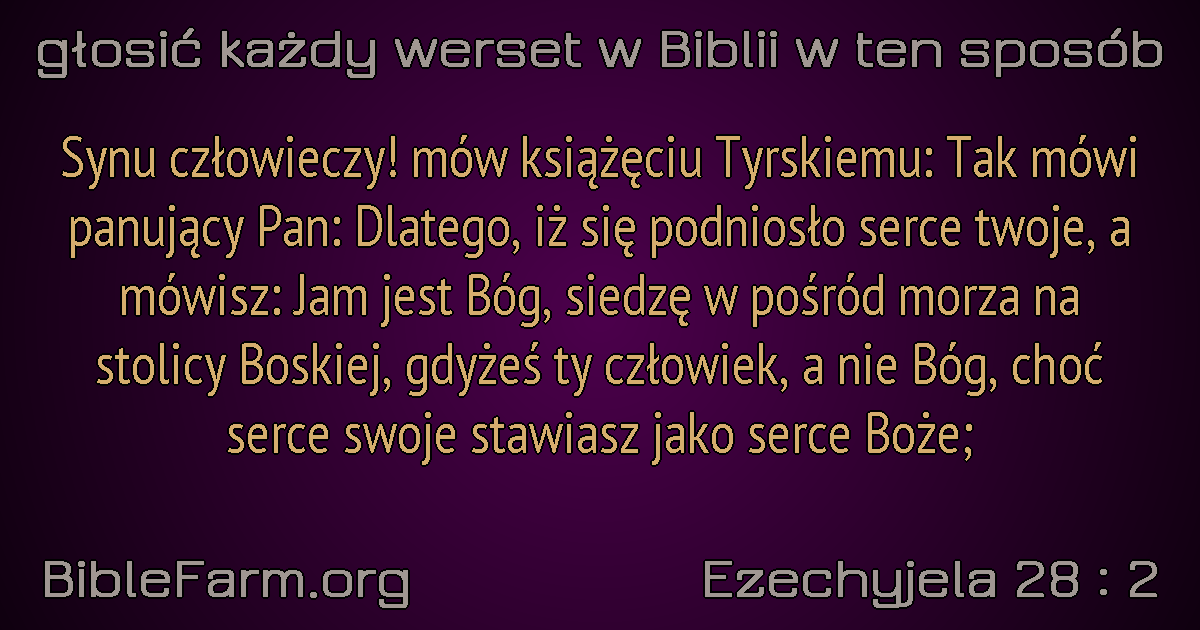 głosić każdy werset w Biblii w ten sposób
Synu człowieczy! mów książęciu Tyrskiemu: Tak mówi
panujący Pan: Dlatego, iż się podniosło serce twoje, a
mówisz: Jam jest Bóg, siedzę w pośród morza na
stolicy Boskiej, gdyżeś ty człowiek, a nie Bóg, choć
serce swoje stawiasz jako serce Boże;
BibleFarm.org
Ezechyjela 28 : 2